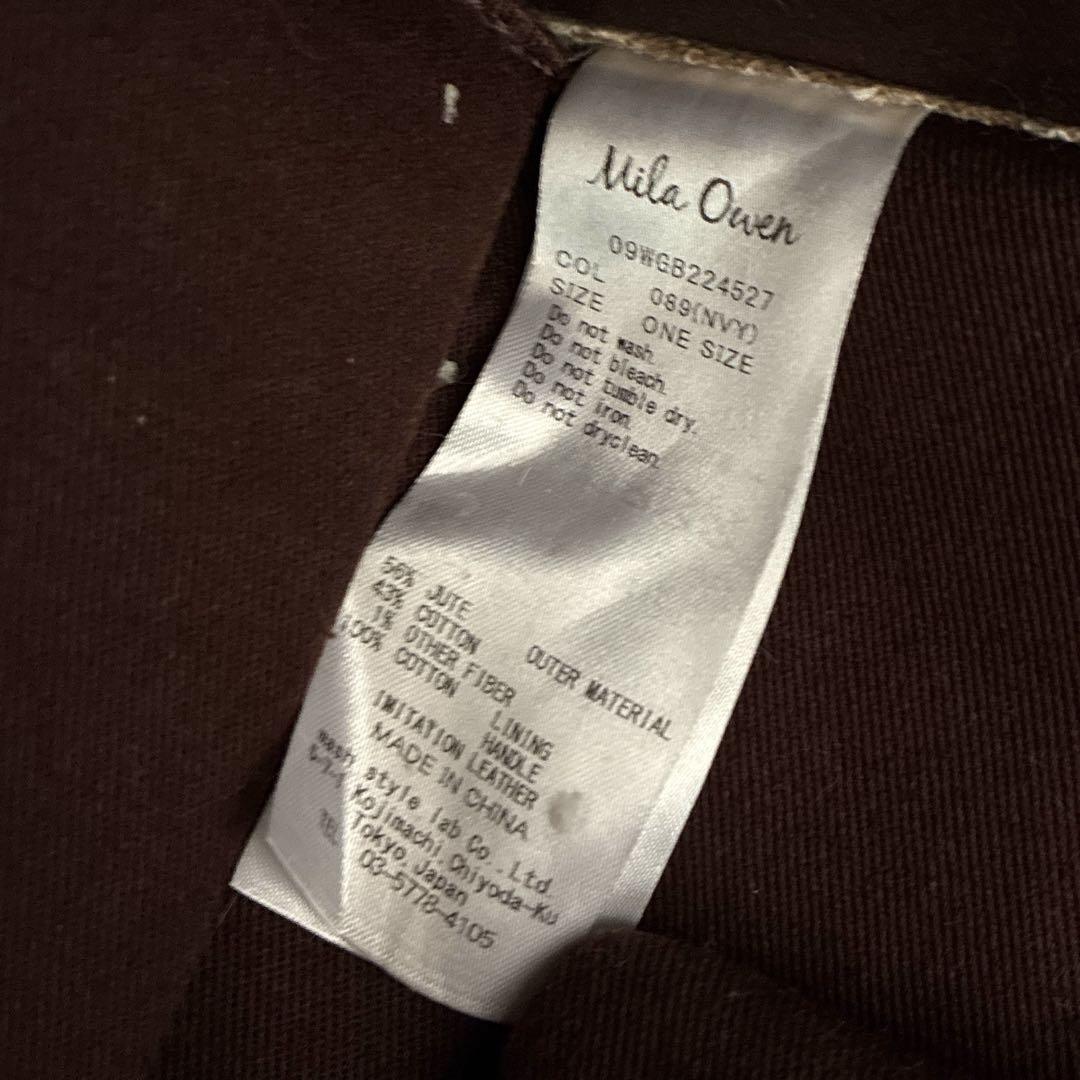 Mila Owen
09WGB224527
COL 089(NVY)
SIZE ONE SIZE
Do not wash.
Do not bleach.
Do not tumble dry.
Do not iron.
Do not dryclean.
56% JUTE
43% COTTON OUTER MATERIAL
1% OTHER FIBER
100% COTTON LINING
HANDLE
IMITATION LEATHER
MADE IN CHINA
mash style lab Co.,Ltd.
Kojimachi,Chiyoda-Ku
Tokyo,Japan
TEL 03-5778-4105